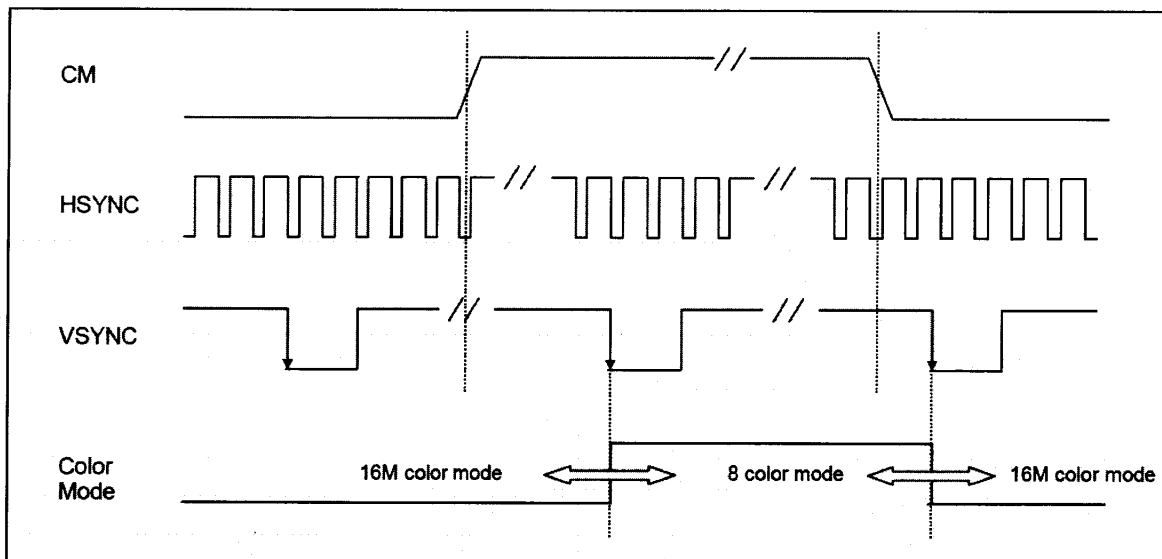 CM
HSYNC
VSYNC
Color
Mode
16M color mode
8 color mode
16M color mode